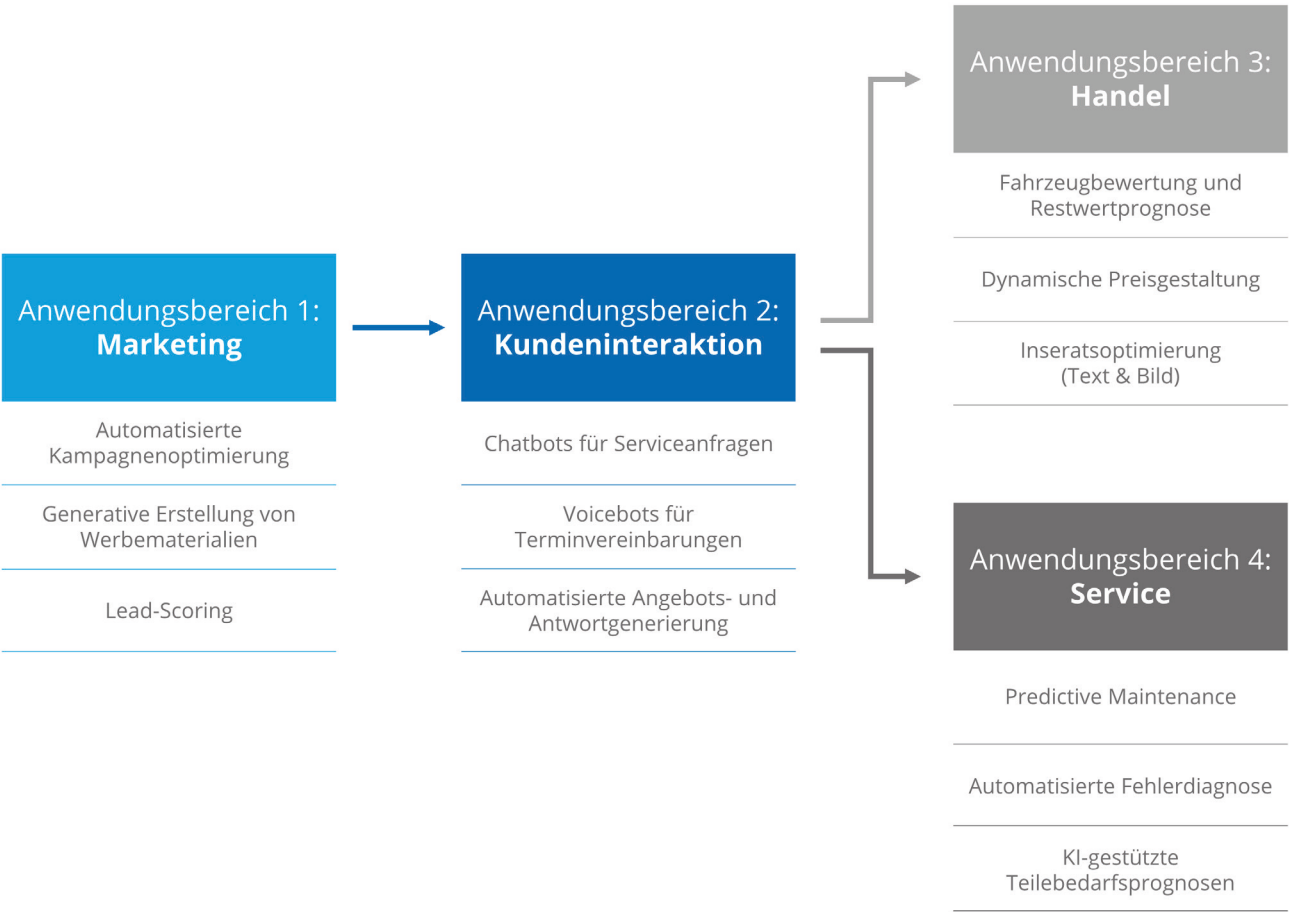 Anwendungsbereich 1:
Marketing
Automatisierte
Kampagnenoptimierung
Generative Erstellung von
Werbematerialien
Lead-Scoring
Anwendungsbereich 2:
Kundeninteraktion
Chatbots für Serviceanfragen
Voicebots für
Terminvereinbarungen
Automatisierte Angebots- und
Antwortgenerierung
Anwendungsbereich 3:
Handel
Fahrzeugbewertung und
Restwertprognose
Dynamische Preisgestaltung
Inseratsoptimierung
(Text & Bild)
Anwendungsbereich 4:
Service
Predictive Maintenance
Automatisierte Fehlerdiagnose
KI-gestützte
Teilebedarfsprognosen